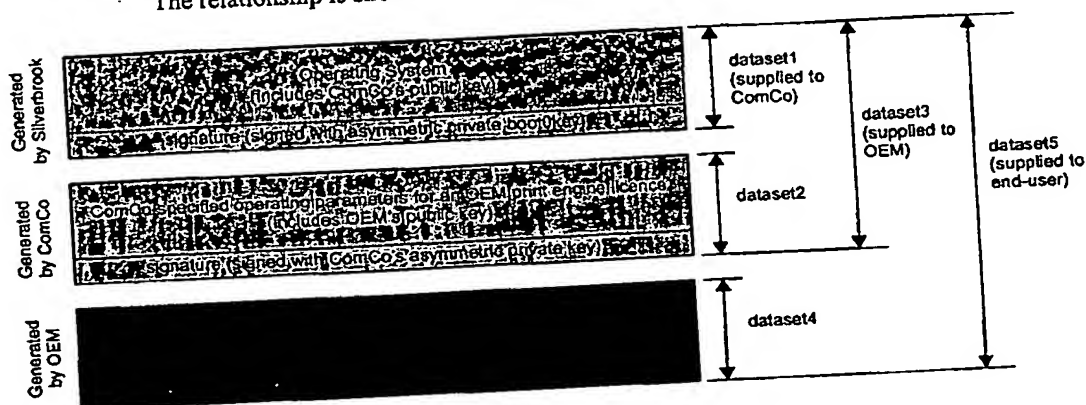 The relationship is
Generated
by Silverbrook
Operating System
(includes ComCo's public key)
signature (signed with asymmetric private boot key)
dataset1
(supplied to
ComCo)
Generated
by ComCo
ComCo specified operating parameters for an OEM print engine licence
(includes OEM's public key)
signature (signed with ComCo's asymmetric private key)
dataset2
dataset3
(supplied to
OEM)
Generated
by OEM
dataset4
dataset5
(supplied to
end-user)